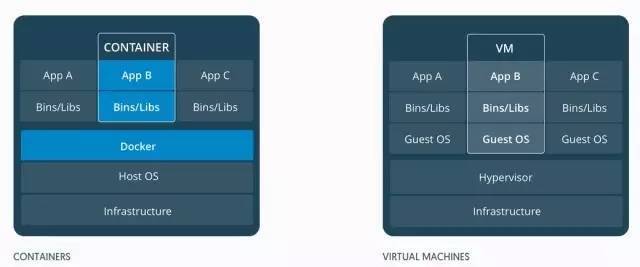 CONTAINER
App A
App B
App C
Bins/Libs
Bins/Libs
Bins/Libs
Docker
Host OS
Infrastructure
CONTAINERS
VM
App A
App B
App C
Bins/Libs
Bins/Libs
Bins/Libs
Guest OS
Guest OS
Guest OS
Hypervisor
Infrastructure
VIRTUAL MACHINES